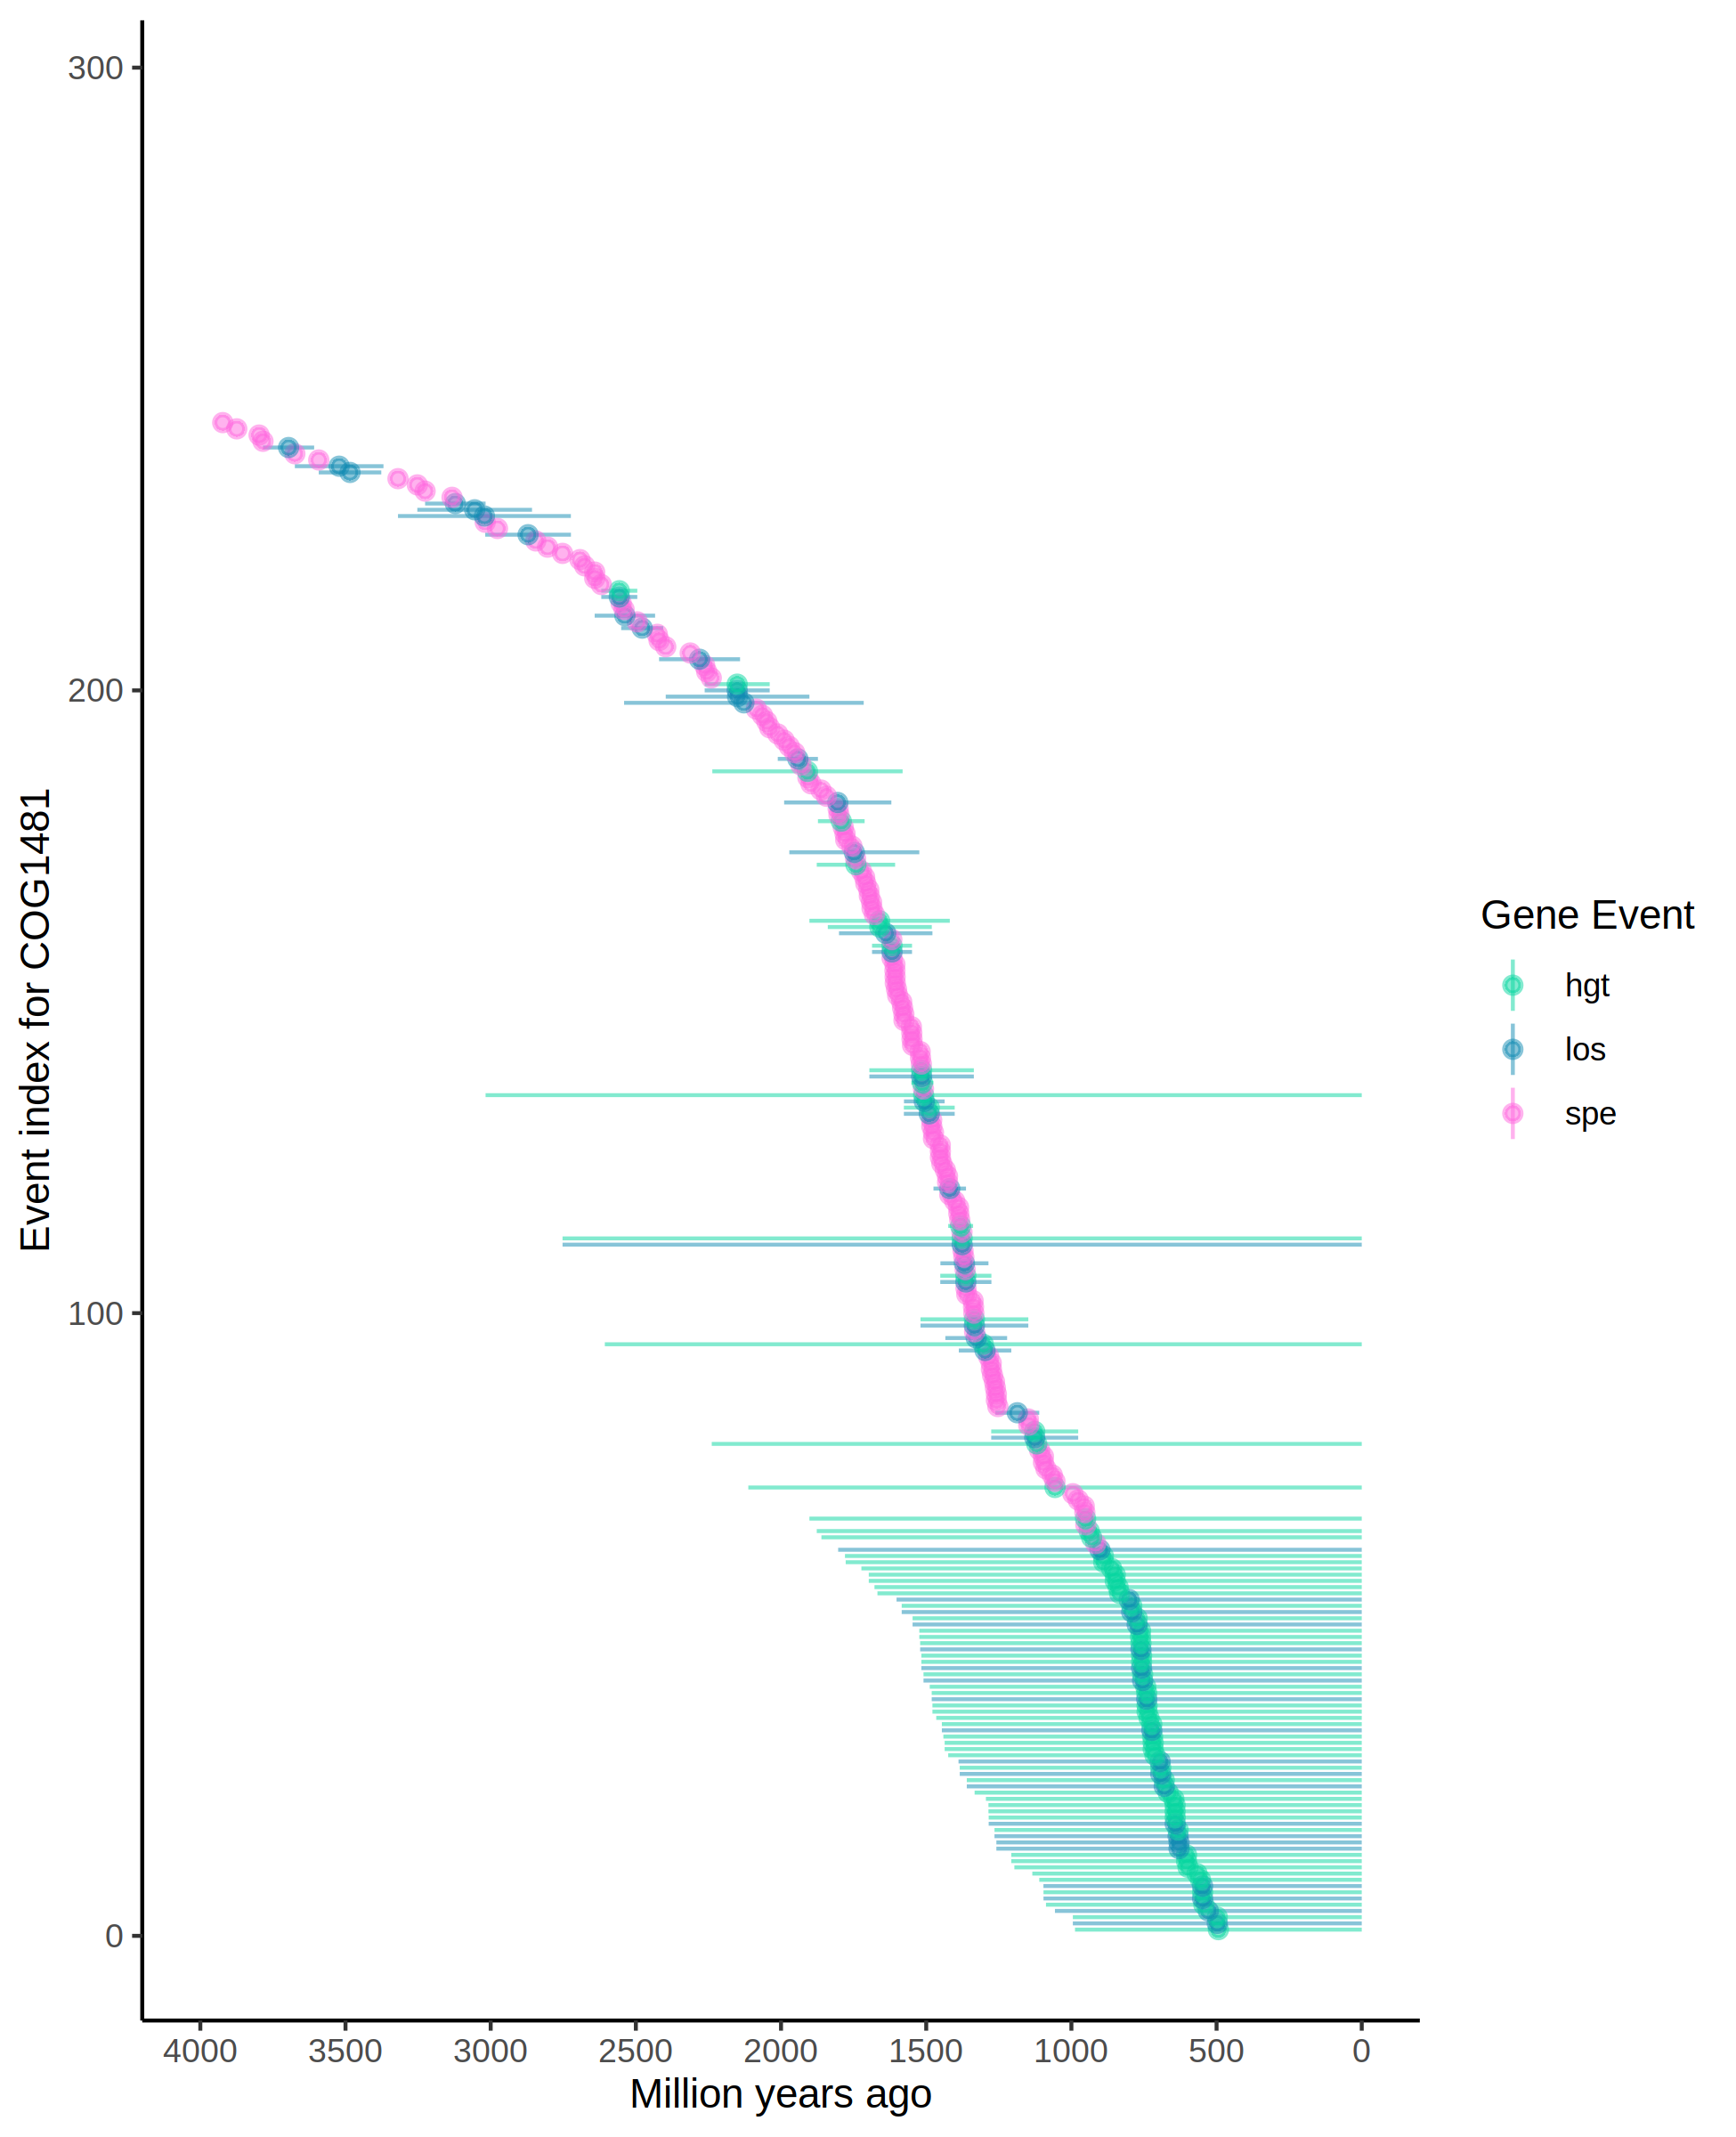 300
200
100
0
Event index for COG1481
4000 3500 3000 2500 2000 1500 1000 500 0
Million years ago
Gene Event
hgt
los
spe